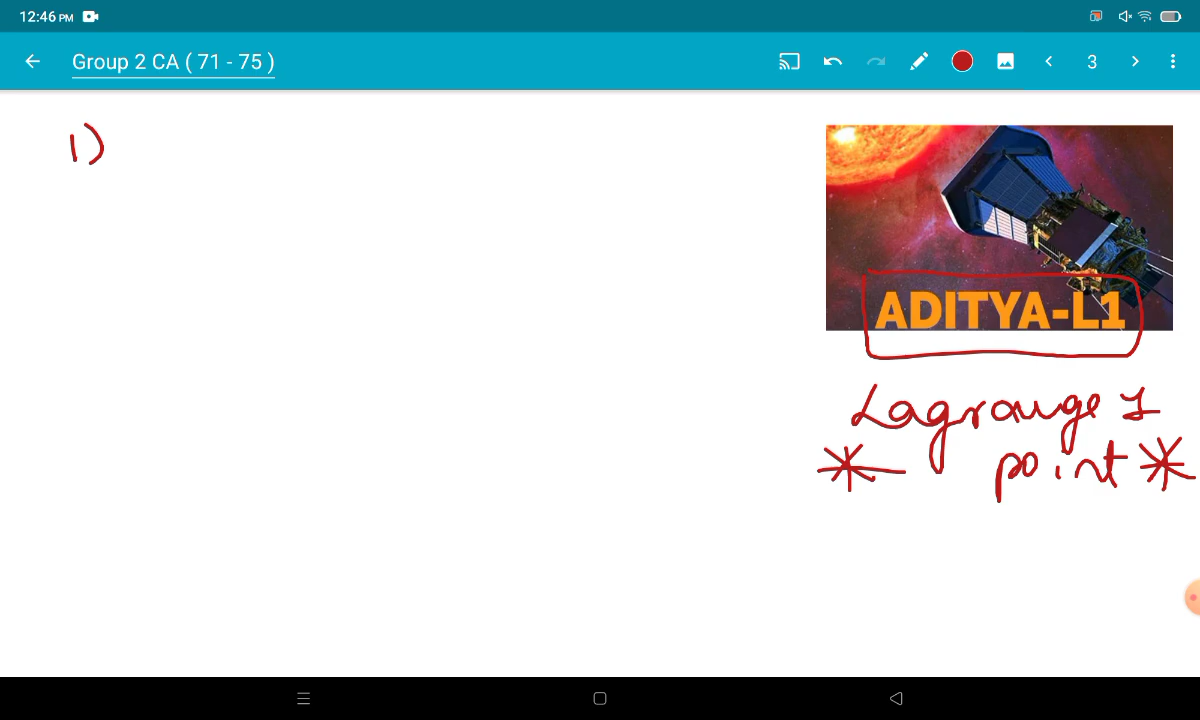 12:46 PM
Group 2 CA ( 71 - 75 )
3
1)
ADITYA-L1
Lagrange 1
* point *